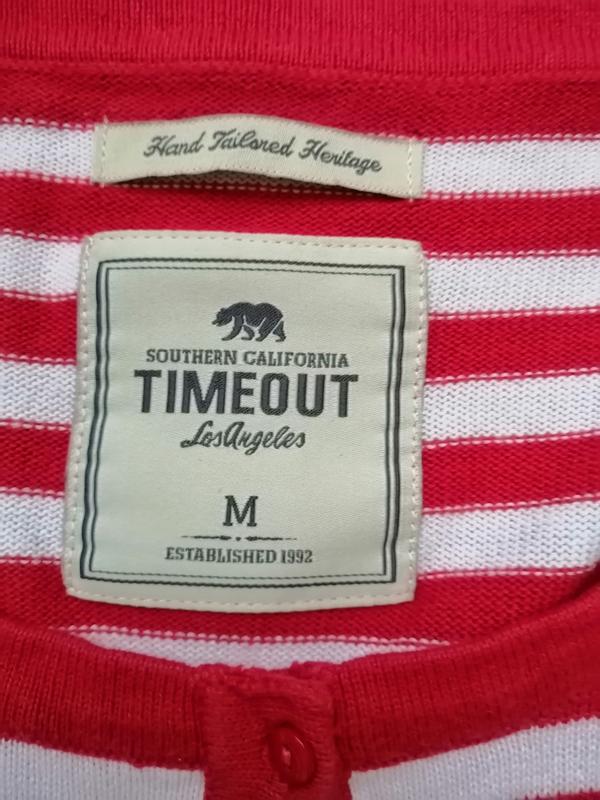 Hand Tailored Heritage
SOUTHERN CALIFORNIA
TIMEOUT
Los Angeles
M
ESTABLISHED 1992